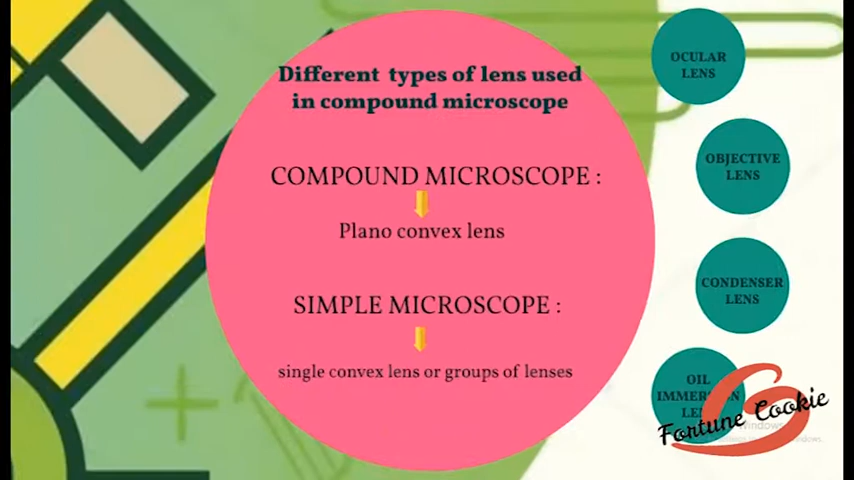 Different types of lens used
in compound microscope
COMPOUND MICROSCOPE :
Plano convex lens
SIMPLE MICROSCOPE :
single convex lens or groups of lenses
OCULAR
LENS
OBJECTIVE
LENS
CONDENSER
LENS
OIL
Fortune Cookie